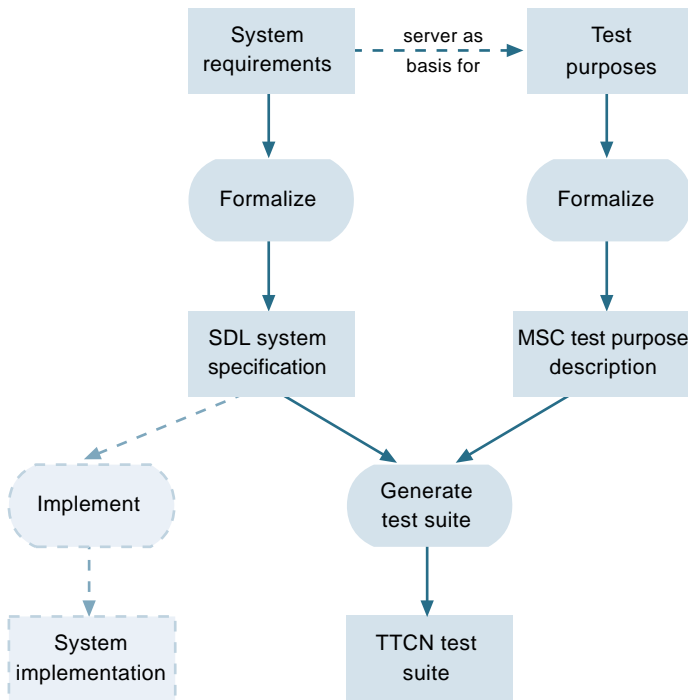 System
requirements
server as
basis for
Test
purposes
Formalize
Formalize
SDL system
specification
MSC test purpose
description
Implement
Generate
test suite
System
implementation
TTCN test
suite